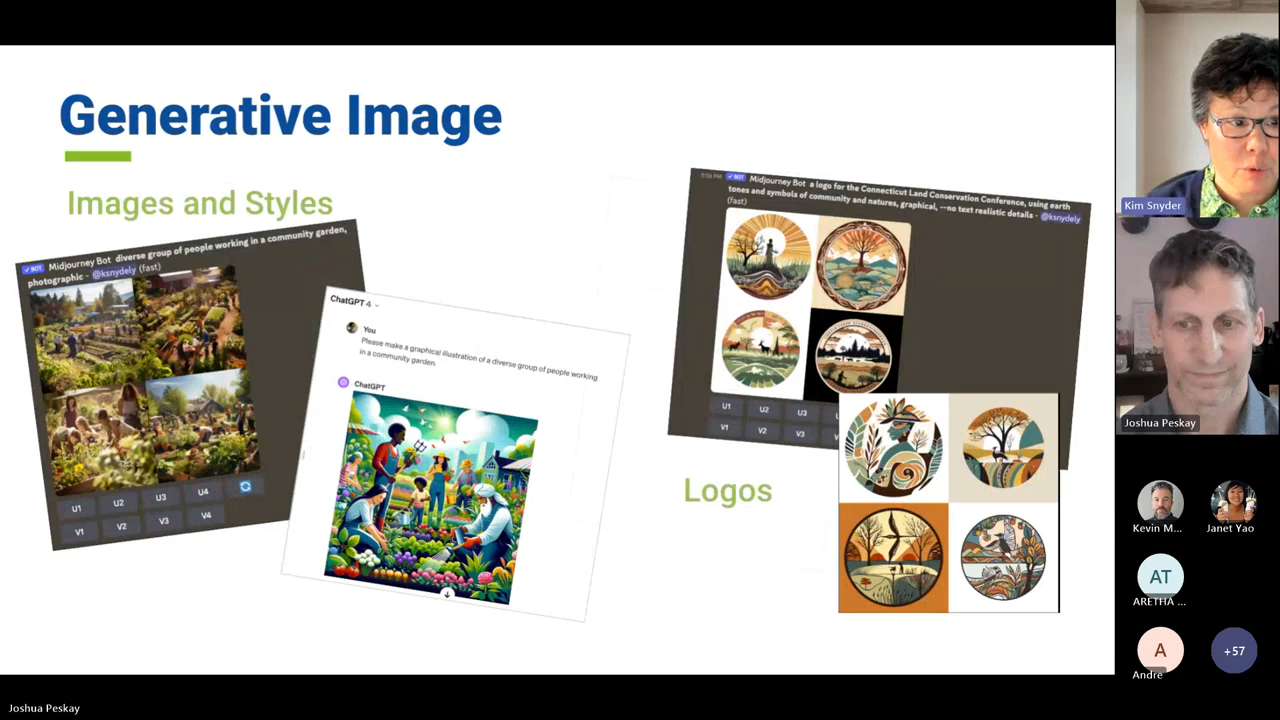 Generative Image
Images and Styles
BOT Midjourney Bot diverse group of people working in a community garden,
photographic - @ksnydely (fast)
U1 U2 U3 U4
V1 V2 V3 V4
ChatGPT 4
You
Please make a graphical illustration of a diverse group of people working
in a community garden.
ChatGPT
BOT Midjourney Bot a logo for the Connecticut Land Conservation Conference, using earth
tones and symbols of community and natures, graphical, --no text realistic details - @ksnydely
(fast)
U1 U2 U3
V1 V2 V3
Logos
Kim Snyder
Joshua Peskay
Kevin M...
Janet Yao
AT
ARETHA ...
A
Andre
+57
Joshua Peskay